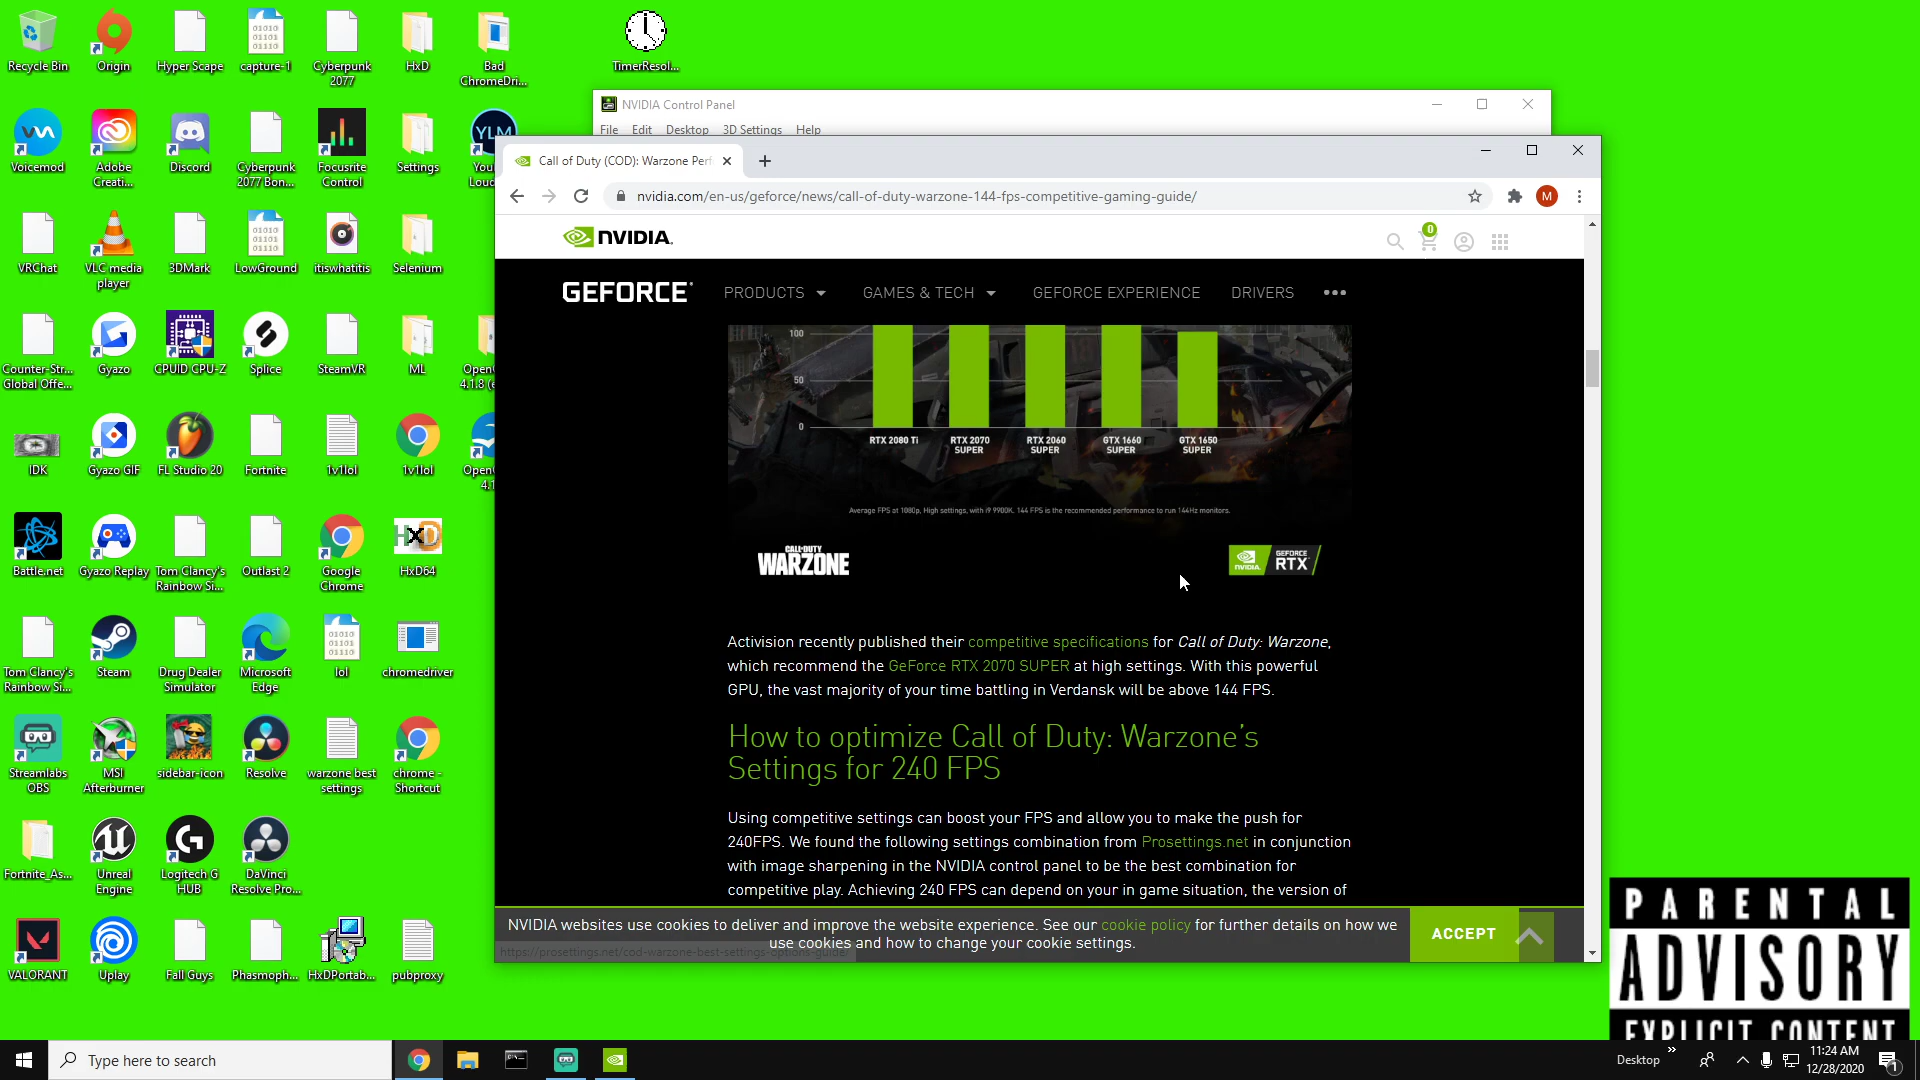 Recycle Bin
Origin
Hyper Scape
capture-1
Cyberpunk
2077
HxD
Bad
ChromeDri...
TimerResol...
Voicemod
Adobe
Creati...
Discord
Cyberpunk
2077 Bon...
Focusrite
Control
Settings
YLM
You
Loud
VRChat
VLC media
player
3DMark
LowGround
itiswhatitis
Selenium
Counter-Str...
Global Offe...
Gyazo
CPUID CPU-Z
Splice
SteamVR
ML
Open
4.1.8 (e
IDK
Gyazo GIF
FL Studio 20
Fortnite
1v1lol
1v1lol
Open
4.1
Battle.net
Gyazo Replay
Tom Clancy's
Rainbow Si...
Outlast 2
Google
Chrome
HxD
HxD64
Tom Clancy's
Rainbow Si...
Steam
Drug Dealer
Simulator
Microsoft
Edge
lol
chromedriver
Streamlabs
OBS
MSI
Afterburner
sidebar-icon
Resolve
warzone best
settings
chrome -
Shortcut
Fortnite_As...
Unreal
Engine
Logitech G
HUB
DaVinci
Resolve Pro...
VALORANT
Uplay
Fall Guys
Phasmoph...
HxDPortab...
pubproxy
NVIDIA Control Panel
File Edit Desktop 3D Settings Help
Call of Duty (COD): Warzone Perf
nvidia.com/en-us/geforce/news/call-of-duty-warzone-144-fps-competitive-gaming-guide/
M
NVIDIA.
0
GEFORCE
PRODUCTS GAMES & TECH GEFORCE EXPERIENCE DRIVERS
100
50
0
RTX 2080 Ti
RTX 2070
SUPER
RTX 2060
SUPER
GTX 1660
SUPER
GTX 1650
SUPER
Average FPS at 1080p, High settings, with i9 9900K. 144 FPS is the recommended performance to run 144Hz monitors.
CALL OF DUTY
WARZONE
NVIDIA.
GEFORCE
RTX
Activision recently published their competitive specifications for Call of Duty: Warzone,
which recommend the GeForce RTX 2070 SUPER at high settings. With this powerful
GPU, the vast majority of your time battling in Verdansk will be above 144 FPS.
How to optimize Call of Duty: Warzone's
Settings for 240 FPS
Using competitive settings can boost your FPS and allow you to make the push for
240FPS. We found the following settings combination from Prosettings.net in conjunction
with image sharpening in the NVIDIA control panel to be the best combination for
competitive play. Achieving 240 FPS can depend on your in game situation, the version of
NVIDIA websites use cookies to deliver and improve the website experience. See our cookie policy for further details on how we
use cookies and how to change your cookie settings.
ACCEPT
https://prosettings.net/cod-warzone-best-settings-options-guide/
PARENTAL
ADVISORY
EXPLICIT CONTENT
Type here to search
Desktop
11:24 AM
12/28/2020
1